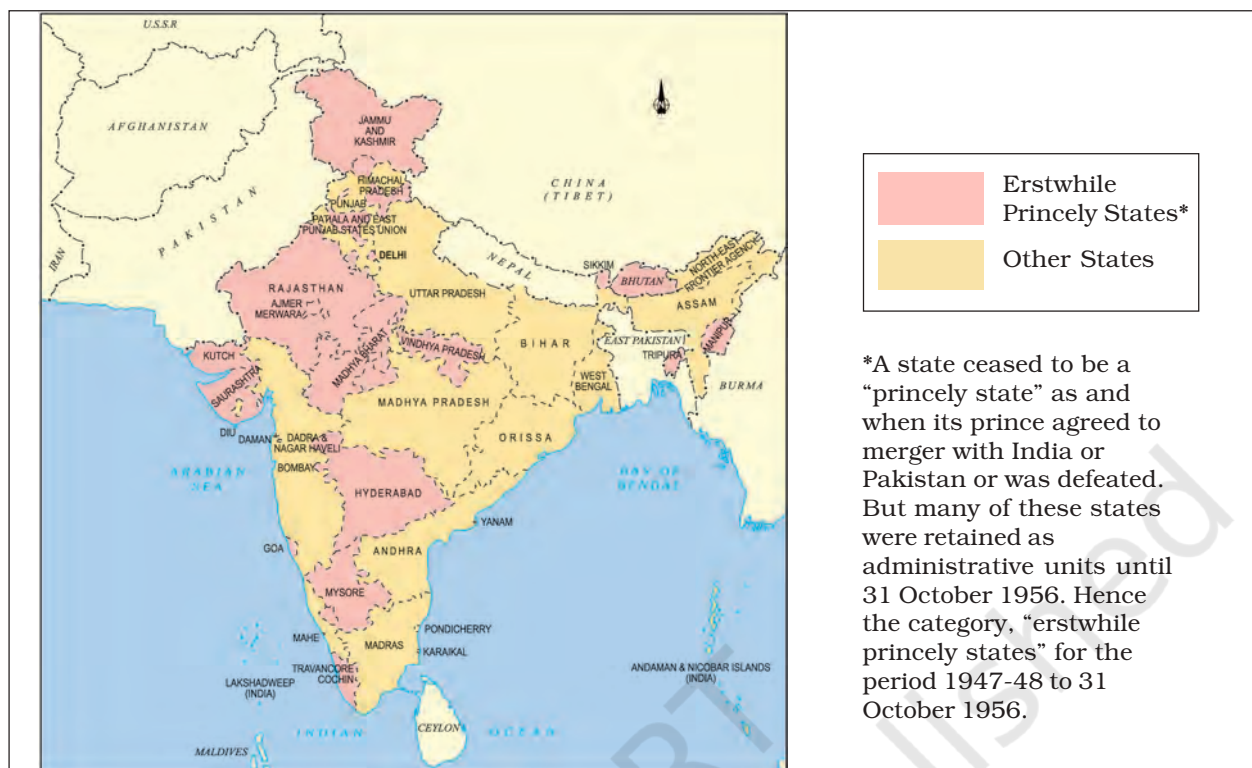 U.S.S.R
AFGHANISTAN
JAMMU
AND
KASHMIR
CHINA
(TIBET)
HIMACHAL
PRADESH
PUNJAB
PATIALA AND EAST
PUNJAB STATES UNION
PAKISTAN
IRAN
DELHI
NEPAL
SIKKIM
BHUTAN
NORTH-EAST
FRONTIER AGENCY
ASSAM
RAJASTHAN
AJMER
MERWARA
UTTAR PRADESH
BIHAR
EAST PAKISTAN
MANIPUR
TRIPURA
KUTCH
SAURASHTRA
MADHYA BHARAT
VINDHYA PRADESH
WEST
BENGAL
BURMA
MADHYA PRADESH
ORISSA
DIU
DAMAN
DADRA &
NAGAR HAVELI
BOMBAY
ARABIAN
SEA
HYDERABAD
BAY OF
BENGAL
YANAM
GOA
ANDHRA
MYSORE
MAHE
MADRAS
PONDICHERRY
KARAIKAL
TRAVANCORE
COCHIN
LAKSHADWEEP
(INDIA)
ANDAMAN & NICOBAR ISLANDS
(INDIA)
CEYLON
INDIAN OCEAN
MALDIVES
N
Erstwhile
Princely States*
Other States
*A state ceased to be a
“princely state” as and
when its prince agreed to
merger with India or
Pakistan or was defeated.
But many of these states
were retained as
administrative units until
31 October 1956. Hence
the category, “erstwhile
princely states” for the
period 1947-48 to 31
October 1956.